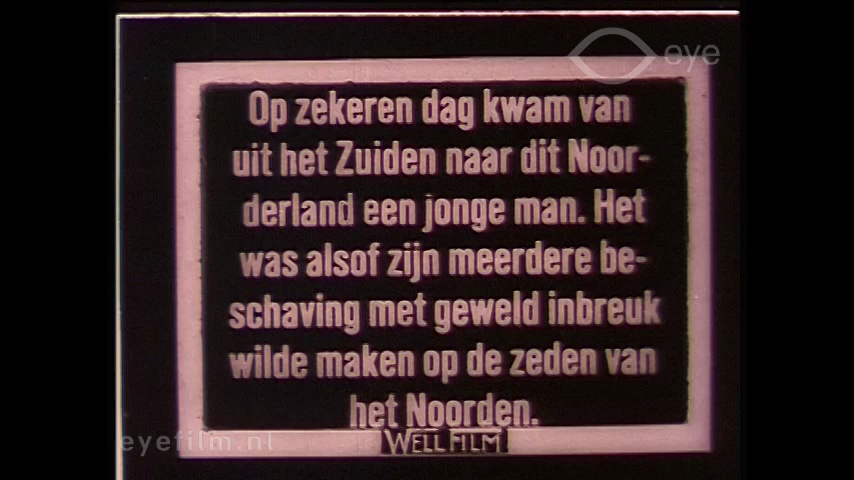 eye
Op zekeren dag kwam van
uit het Zuiden naar dit Noor-
derland een jonge man. Het
was alsof zijn meerdere be-
schaving met geweld inbreuk
wilde maken op de zeden van
het Noorden.
WELL FILM
eyefilm.nl